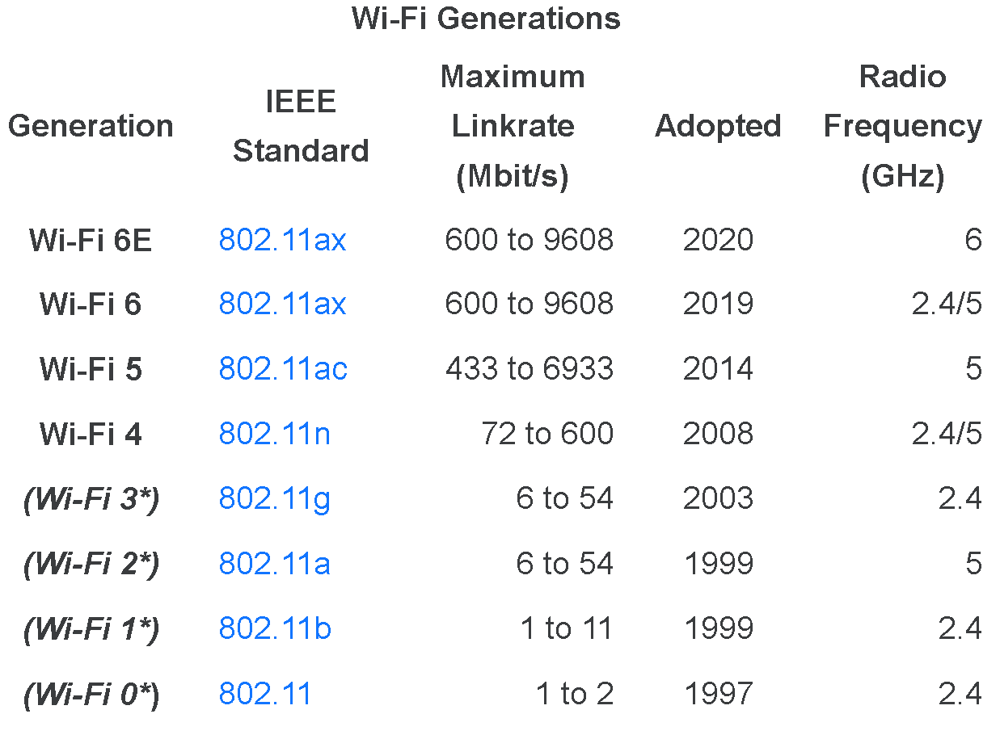 Wi-Fi Generations
Generation IEEE Standard Maximum Linkrate (Mbit/s) Adopted Radio Frequency (GHz)
Wi-Fi 6E 802.11ax 600 to 9608 2020 6
Wi-Fi 6 802.11ax 600 to 9608 2019 2.4/5
Wi-Fi 5 802.11ac 433 to 6933 2014 5
Wi-Fi 4 802.11n 72 to 600 2008 2.4/5
(Wi-Fi 3*) 802.11g 6 to 54 2003 2.4
(Wi-Fi 2*) 802.11a 6 to 54 1999 5
(Wi-Fi 1*) 802.11b 1 to 11 1999 2.4
(Wi-Fi 0*) 802.11 1 to 2 1997 2.4